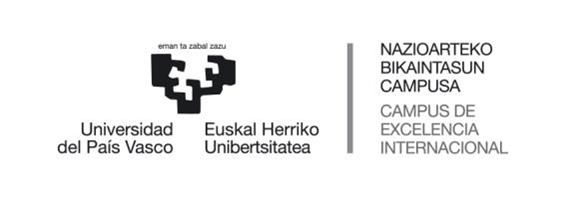 eman ta zabal zazu
Universidad
del País Vasco
Euskal Herriko
Unibertsitatea
NAZIOARTEKO
BIKAINTASUN
CAMPUSA
CAMPUS DE
EXCELENCIA
INTERNACIONAL